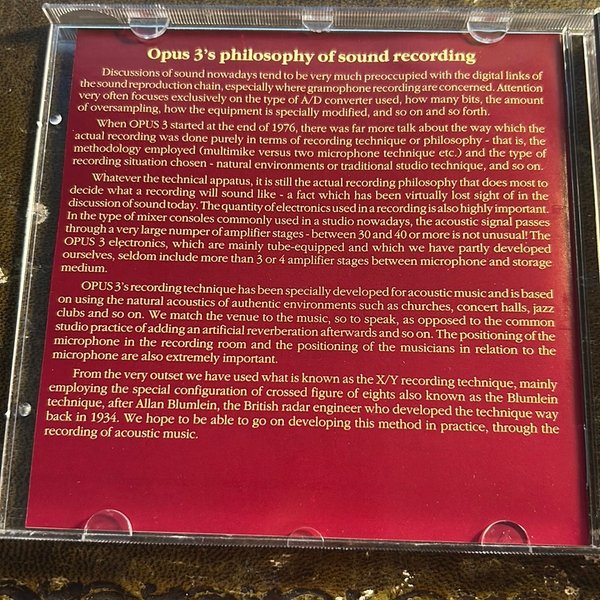 Opus 3's philosophy of sound recording
Discussions of sound nowadays tend to be very much preoccupied with the digital links of
the sound reproduction chain, especially where gramophone recording are concerned. Attention
very often focuses exclusively on the type of A/D converter used, how many bits, the amount
of oversampling, how the equipment is specially modified, and so on and so forth.
When OPUS 3 started at the end of 1976, there was far more talk about the way which the
actual recording was done purely in terms of recording technique or philosophy - that is, the
methodology employed (multimike versus two microphone technique etc.) and the type of
recording situation chosen - natural environments or traditional studio technique, and so on.
Whatever the technical appatus, it is still the actual recording philosophy that does most to
decide what a recording will sound like - a fact which has been virtually lost sight of in the
discussion of sound today. The quantity of electronics used in a recording is also highly important.
In the type of mixer consoles commonly used in a studio nowadays, the acoustic signal passes
through a very large numper of amplifier stages - between 30 and 40 or more is not unusual! The
OPUS 3 elçctronics, which are mainly tube-equipped and which we have partly developed
ourselves, seldom include more than 3 or 4 amplifier stages between microphone and storage
medium.
OPUS 3's recording technique has been specially developed for acoustic music and is based
on using the natural acoustics of authentic environments such as churches, concert halls, jazz
clubs and so on. We match the venue to the music, so to speak, as opposed to the common
studio practice of adding an artificial reverberation afterwards and so on. The positioning of the
microphone in the recording room and the positioning of the musicians in relation to the
microphone are also extremely important.
From the very outset we have used what is known as the X/Y recording technique, mainly
employing the special configuration of crossed figure of eights also known as the Blumlein
technique, after Allan Blumlein, the British radar engineer who developed the technique way
back in 1934. We hope to be able to go on developing this method in practice, through the
recording of acoustic music.